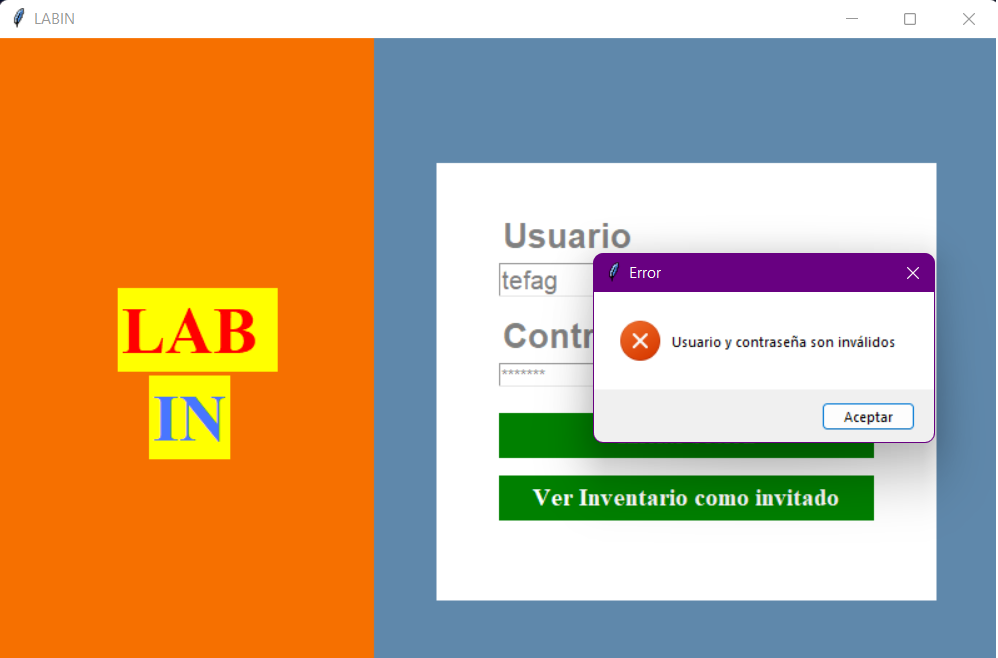 LABIN
LAB
IN
Usuario
tefag
Contr
*******
Ver Inventario como invitado
Error
Usuario y contraseña son inválidos
Aceptar